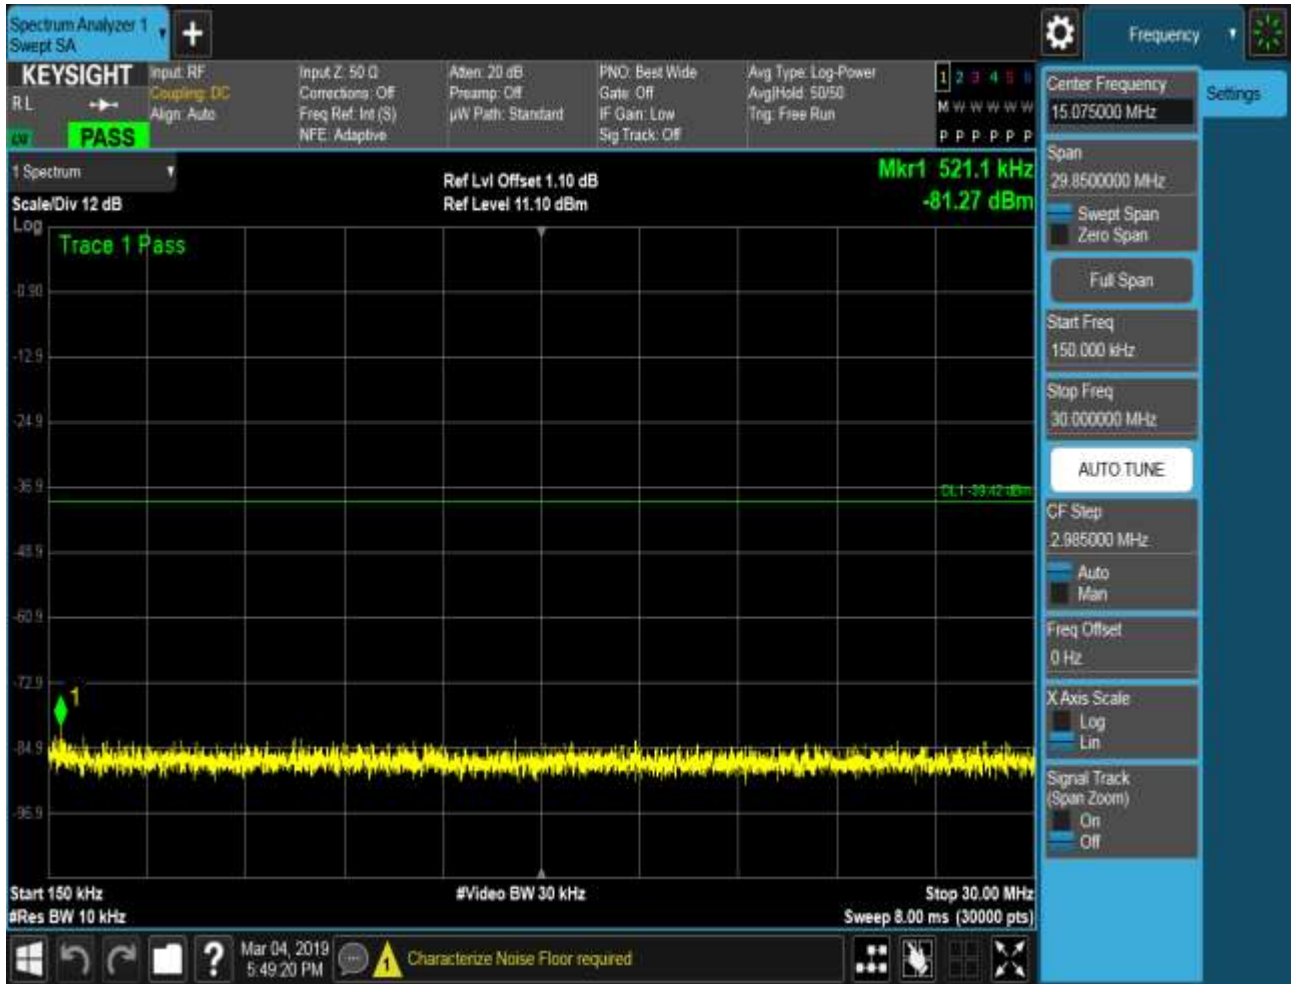 Spectrum Analyzer 1
Swept SA
+
Frequency
KEYSIGHT
R L
PASS
Input: RF
Coupling: DC
Align: Auto
Input Z: 50 Ω
Corrections: Off
Freq Ref: Int (S)
NFE: Adaptive
Atten: 20 dB
Preamp: Off
µW Path: Standard
PNO: Best Wide
Gate: Off
IF Gain: Low
Sig Track: Off
Avg Type: Log-Power
Avg|Hold: 50/50
Trig: Free Run
1 2 3 4 5 6
M W W W W W
P P P P P P
1 Spectrum
Scale/Div 12 dB
Log
Ref Lvl Offset 1.10 dB
Ref Level 11.10 dBm
Mkr1 521.1 kHz
-81.27 dBm
Trace 1 Pass
-0.90
-12.9
-24.9
-36.9
DL1 -39.42 dBm
-48.9
-60.9
-72.9
1
-84.9
-96.9
Start 150 kHz
#Video BW 30 kHz
Stop 30.00 MHz
#Res BW 10 kHz
Sweep 8.00 ms (30000 pts)
Center Frequency
15.075000 MHz
Settings
Span
29.8500000 MHz
Swept Span
Zero Span
Full Span
Start Freq
150.000 kHz
Stop Freq
30.000000 MHz
AUTO TUNE
CF Step
2.985000 MHz
Auto
Man
Freq Offset
0 Hz
X Axis Scale
Log
Lin
Signal Track
(Span Zoom)
On
Off
?
Mar 04, 2019
5:49:20 PM
1
Characterize Noise Floor required